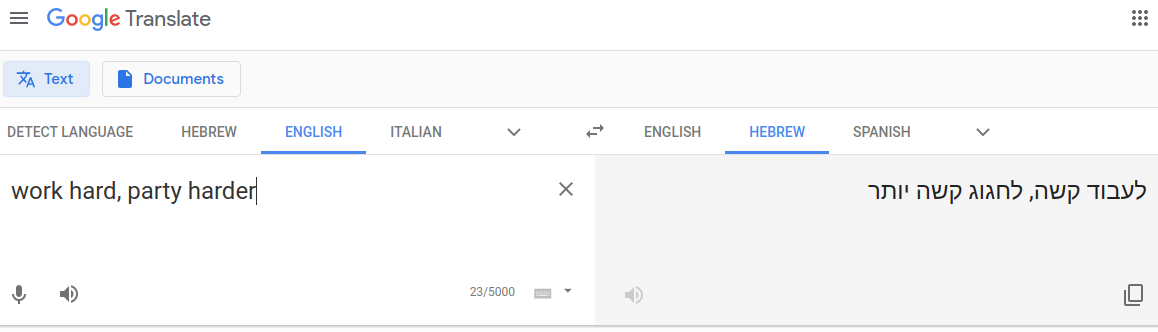 Google Translate
Text Documents
DETECT LANGUAGE HEBREW ENGLISH ITALIAN ENGLISH HEBREW SPANISH
work hard, party harder
לעבוד קשה, לחגוג קשה יותר
23/5000